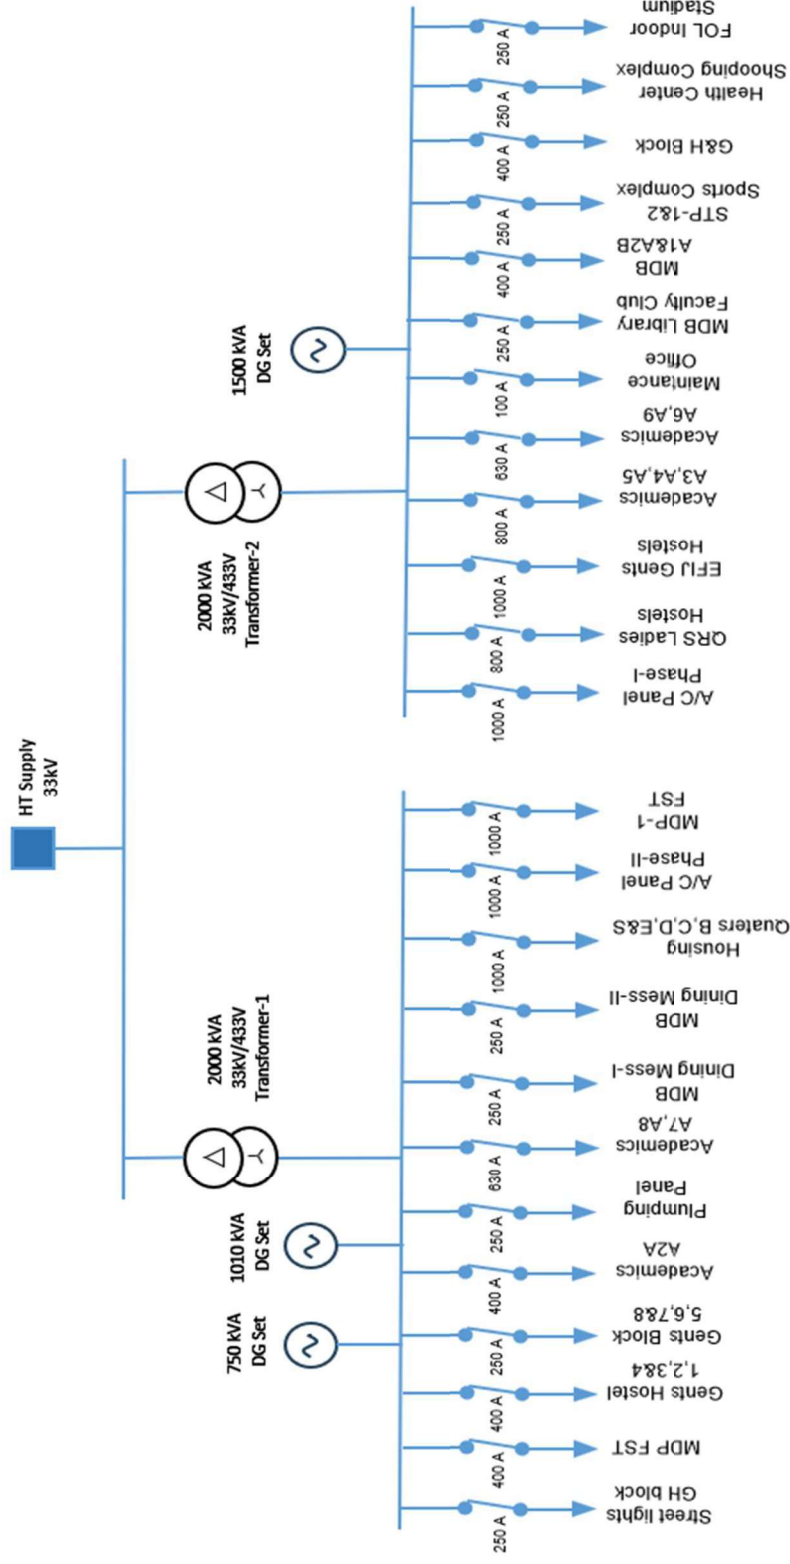 HT Supply
33kV
2000 kVA
33kV/433V
Transformer-1
2000 kVA
33kV/433V
Transformer-2
750 kVA
DG Set
1010 kVA
DG Set
1500 kVA
DG Set
250 A
Street lights
GH block
400 A
MDP FST
400 A
Gents Hostel
1,2,3&4
250 A
Gents Block
5,6,7&8
400 A
Academics
A2A
250 A
Plumping
Panel
630 A
Academics
A7,A8
250 A
MDB
Dining Mess-I
250 A
MDB
Dining Mess-II
1000 A
Housing
Quaters B,C,D,E&S
1000 A
A/C Panel
Phase-II
1000 A
MDP-1
FST
1000 A
A/C Panel
Phase-I
800 A
QRS Ladies
Hostels
1000 A
EFIJ Gents
Hostels
800 A
Academics
A3,A4,A5
630 A
Academics
A6,A9
100 A
Maintance
Office
250 A
MDB Library
Faculty Club
400 A
MDB
A1&A2B
250 A
STP-1&2
Sports Complex
400 A
G&H Block
250 A
Health Center
Shooping Complex
250 A
FOL Indoor
Stadium